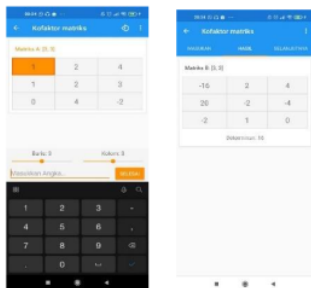 Kofaktor matriks
Matriks A: [3, 3]
1 2 4
1 2 3
0 4 -2
Baris: 3 Kolom: 3
Masukkan Angka...
1 2 3 -
4 5 6 .
7 8 9
, 0
Kofaktor matriks
MASUKAN HASIL SELANJUTNYA
Matriks B: [3, 3]
-16 2 4
20 -2 -4
-2 1 0